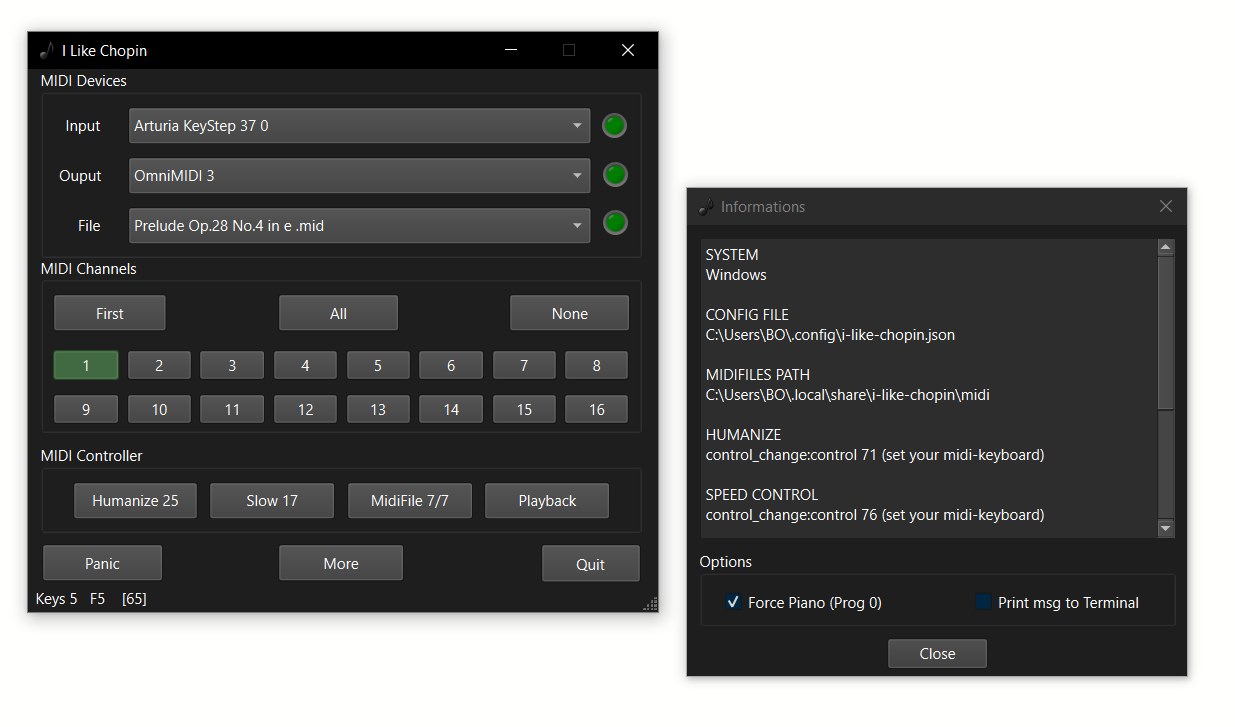 I Like Chopin
MIDI Devices
Input
Arturia KeyStep 37 0
Ouput
OmniMIDI 3
File
Prelude Op.28 No.4 in e .mid
MIDI Channels
First
All
None
1
2
3
4
5
6
7
8
9
10
11
12
13
14
15
16
MIDI Controller
Humanize 25
Slow 17
MidiFile 7/7
Playback
Panic
More
Quit
Keys 5 F5 [65]
Informations
SYSTEM
Windows
CONFIG FILE
C:\Users\BO\.config\i-like-chopin.json
MIDIFILES PATH
C:\Users\BO\.local\share\i-like-chopin\midi
HUMANIZE
control_change:control 71 (set your midi-keyboard)
SPEED CONTROL
control_change:control 76 (set your midi-keyboard)
Options
Force Piano (Prog 0)
Print msg to Terminal
Close